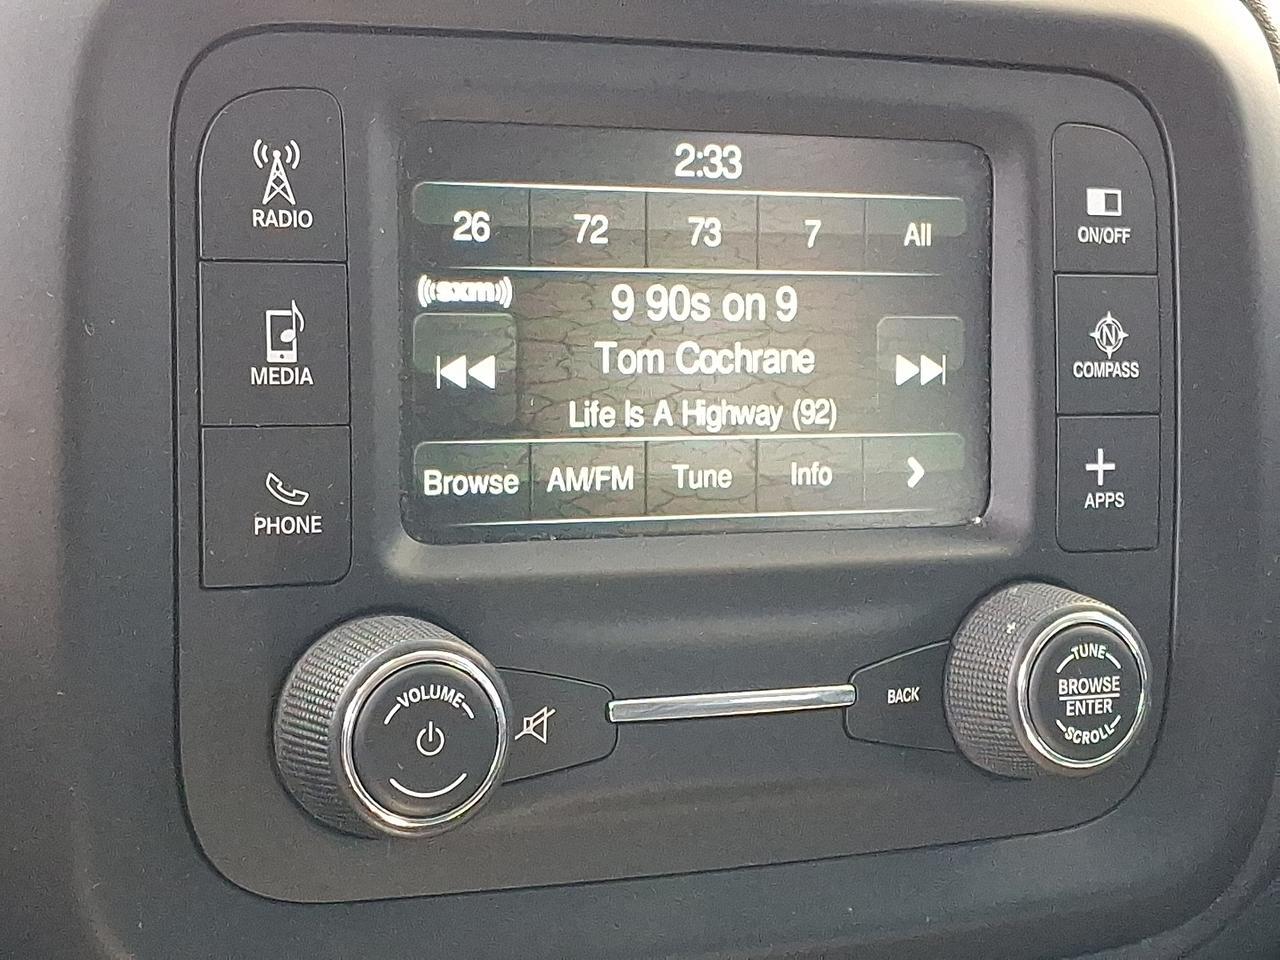 2:33
26 72 73 7 All
((sxm))
9 90s on 9
Tom Cochrane
Life Is A Highway (92)
Browse AM/FM Tune Info
RADIO
MEDIA
PHONE
ON/OFF
N
COMPASS
APPS
VOLUME
BACK
TUNE
BROWSE
ENTER
SCROLL